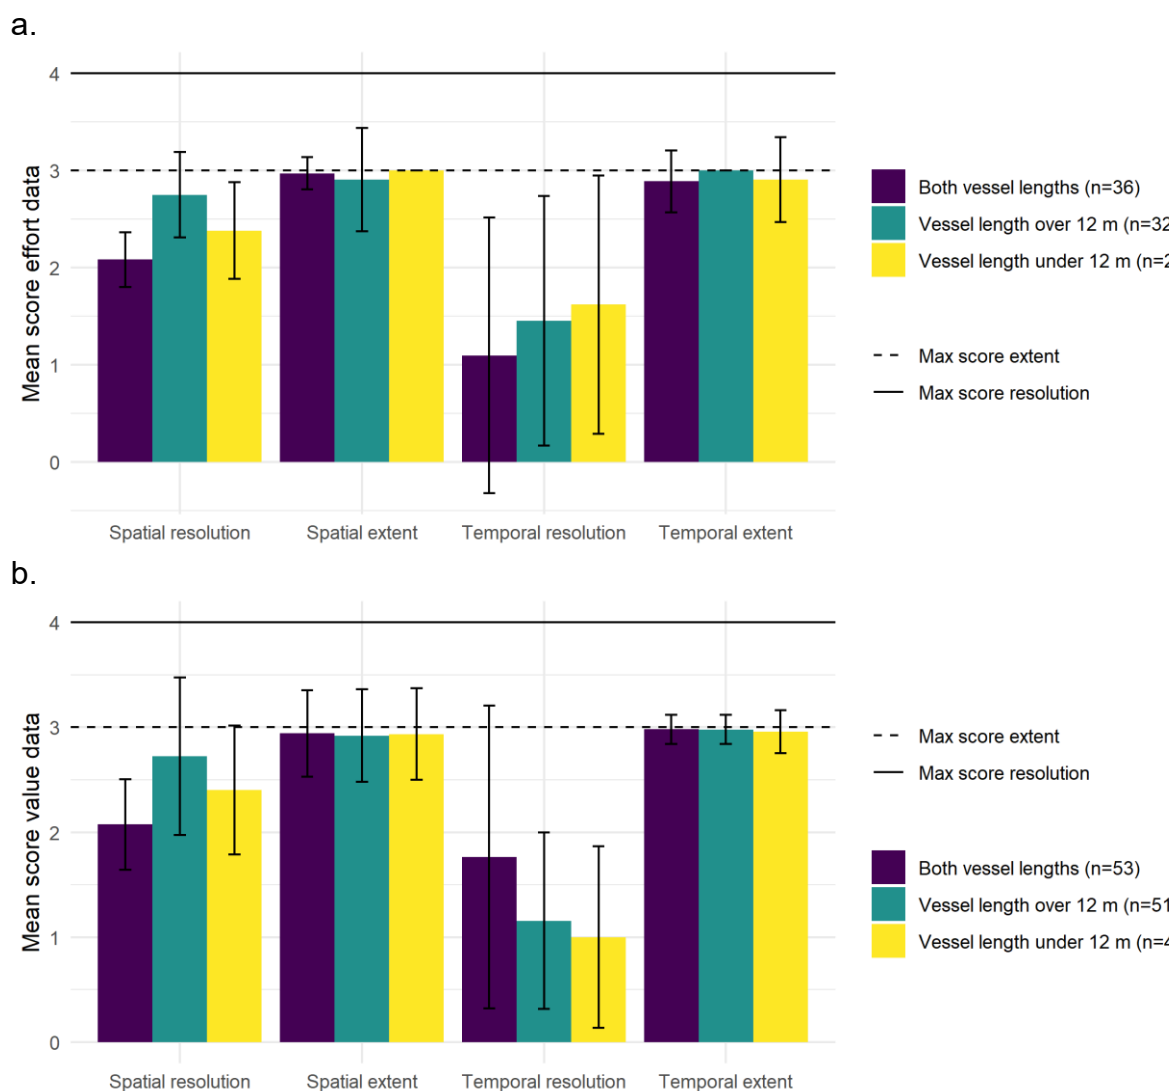 a.
Mean score effort data
4
3
2
1
0
Spatial resolution
Spatial extent
Temporal resolution
Temporal extent
Both vessel lengths (n=36)
Vessel length over 12 m (n=32
Vessel length under 12 m (n=2
Max score extent
Max score resolution
b.
Mean score value data
4
3
2
1
0
Spatial resolution
Spatial extent
Temporal resolution
Temporal extent
Max score extent
Max score resolution
Both vessel lengths (n=53)
Vessel length over 12 m (n=51
Vessel length under 12 m (n=4